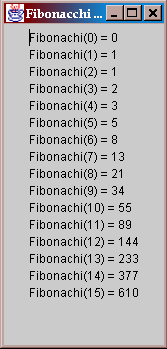 Fibonacchi ...
Fibonachi(0) = 0
Fibonachi(1) = 1
Fibonachi(2) = 1
Fibonachi(3) = 2
Fibonachi(4) = 3
Fibonachi(5) = 5
Fibonachi(6) = 8
Fibonachi(7) = 13
Fibonachi(8) = 21
Fibonachi(9) = 34
Fibonachi(10) = 55
Fibonachi(11) = 89
Fibonachi(12) = 144
Fibonachi(13) = 233
Fibonachi(14) = 377
Fibonachi(15) = 610